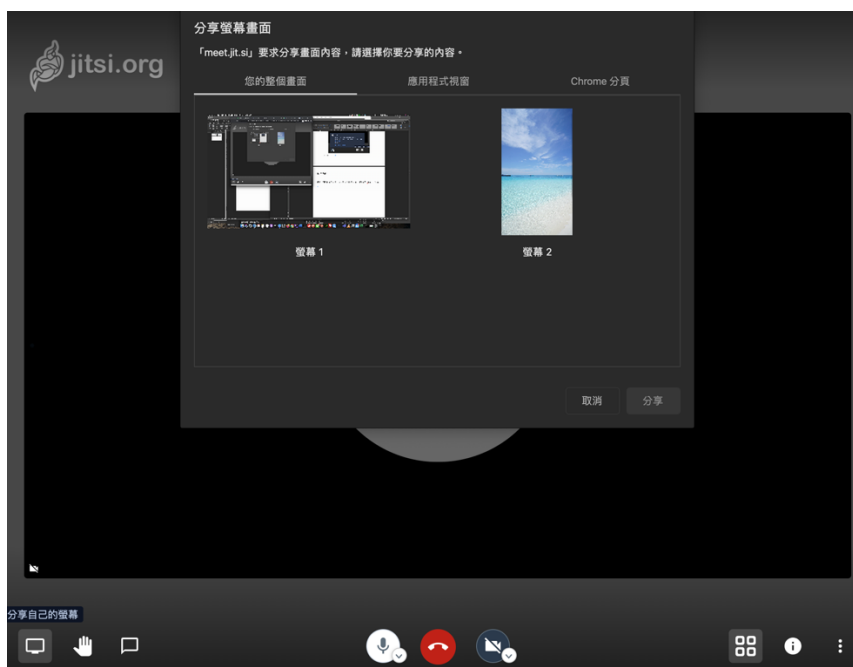 分享螢幕畫面
「meet.jit.si」要求分享畫面內容，請選擇你要分享的內容。
jitsi.org
您的整個畫面
應用程式視窗
Chrome 分頁
螢幕 1
螢幕 2
取消
分享
分享自己的螢幕